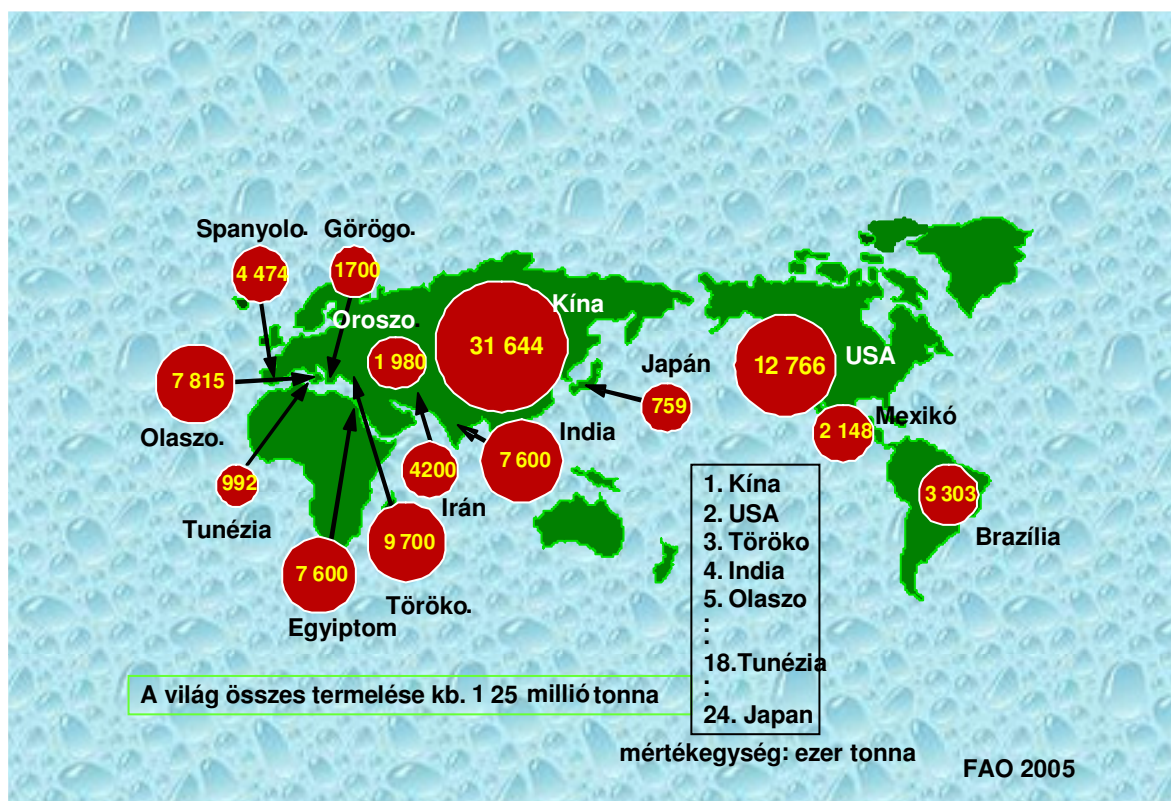 Spanyolo. Görögo.
4 474
1700
Kína
Oroszo.
31 644
1 980
Japán
12 766
USA
7 815
759
Mexikó
Olaszo.
India
2 148
7 600
4200
992
Irán
Tunézia
3 303
Brazília
9 700
7 600
Töröko.
Egyiptom
1. Kína
2. USA
3. Töröko
4. India
5. Olaszo
:
:
18.Tunézia
:
24. Japan
A világ összes termelése kb. 1 25 millió tonna
mértékegység: ezer tonna
FAO 2005